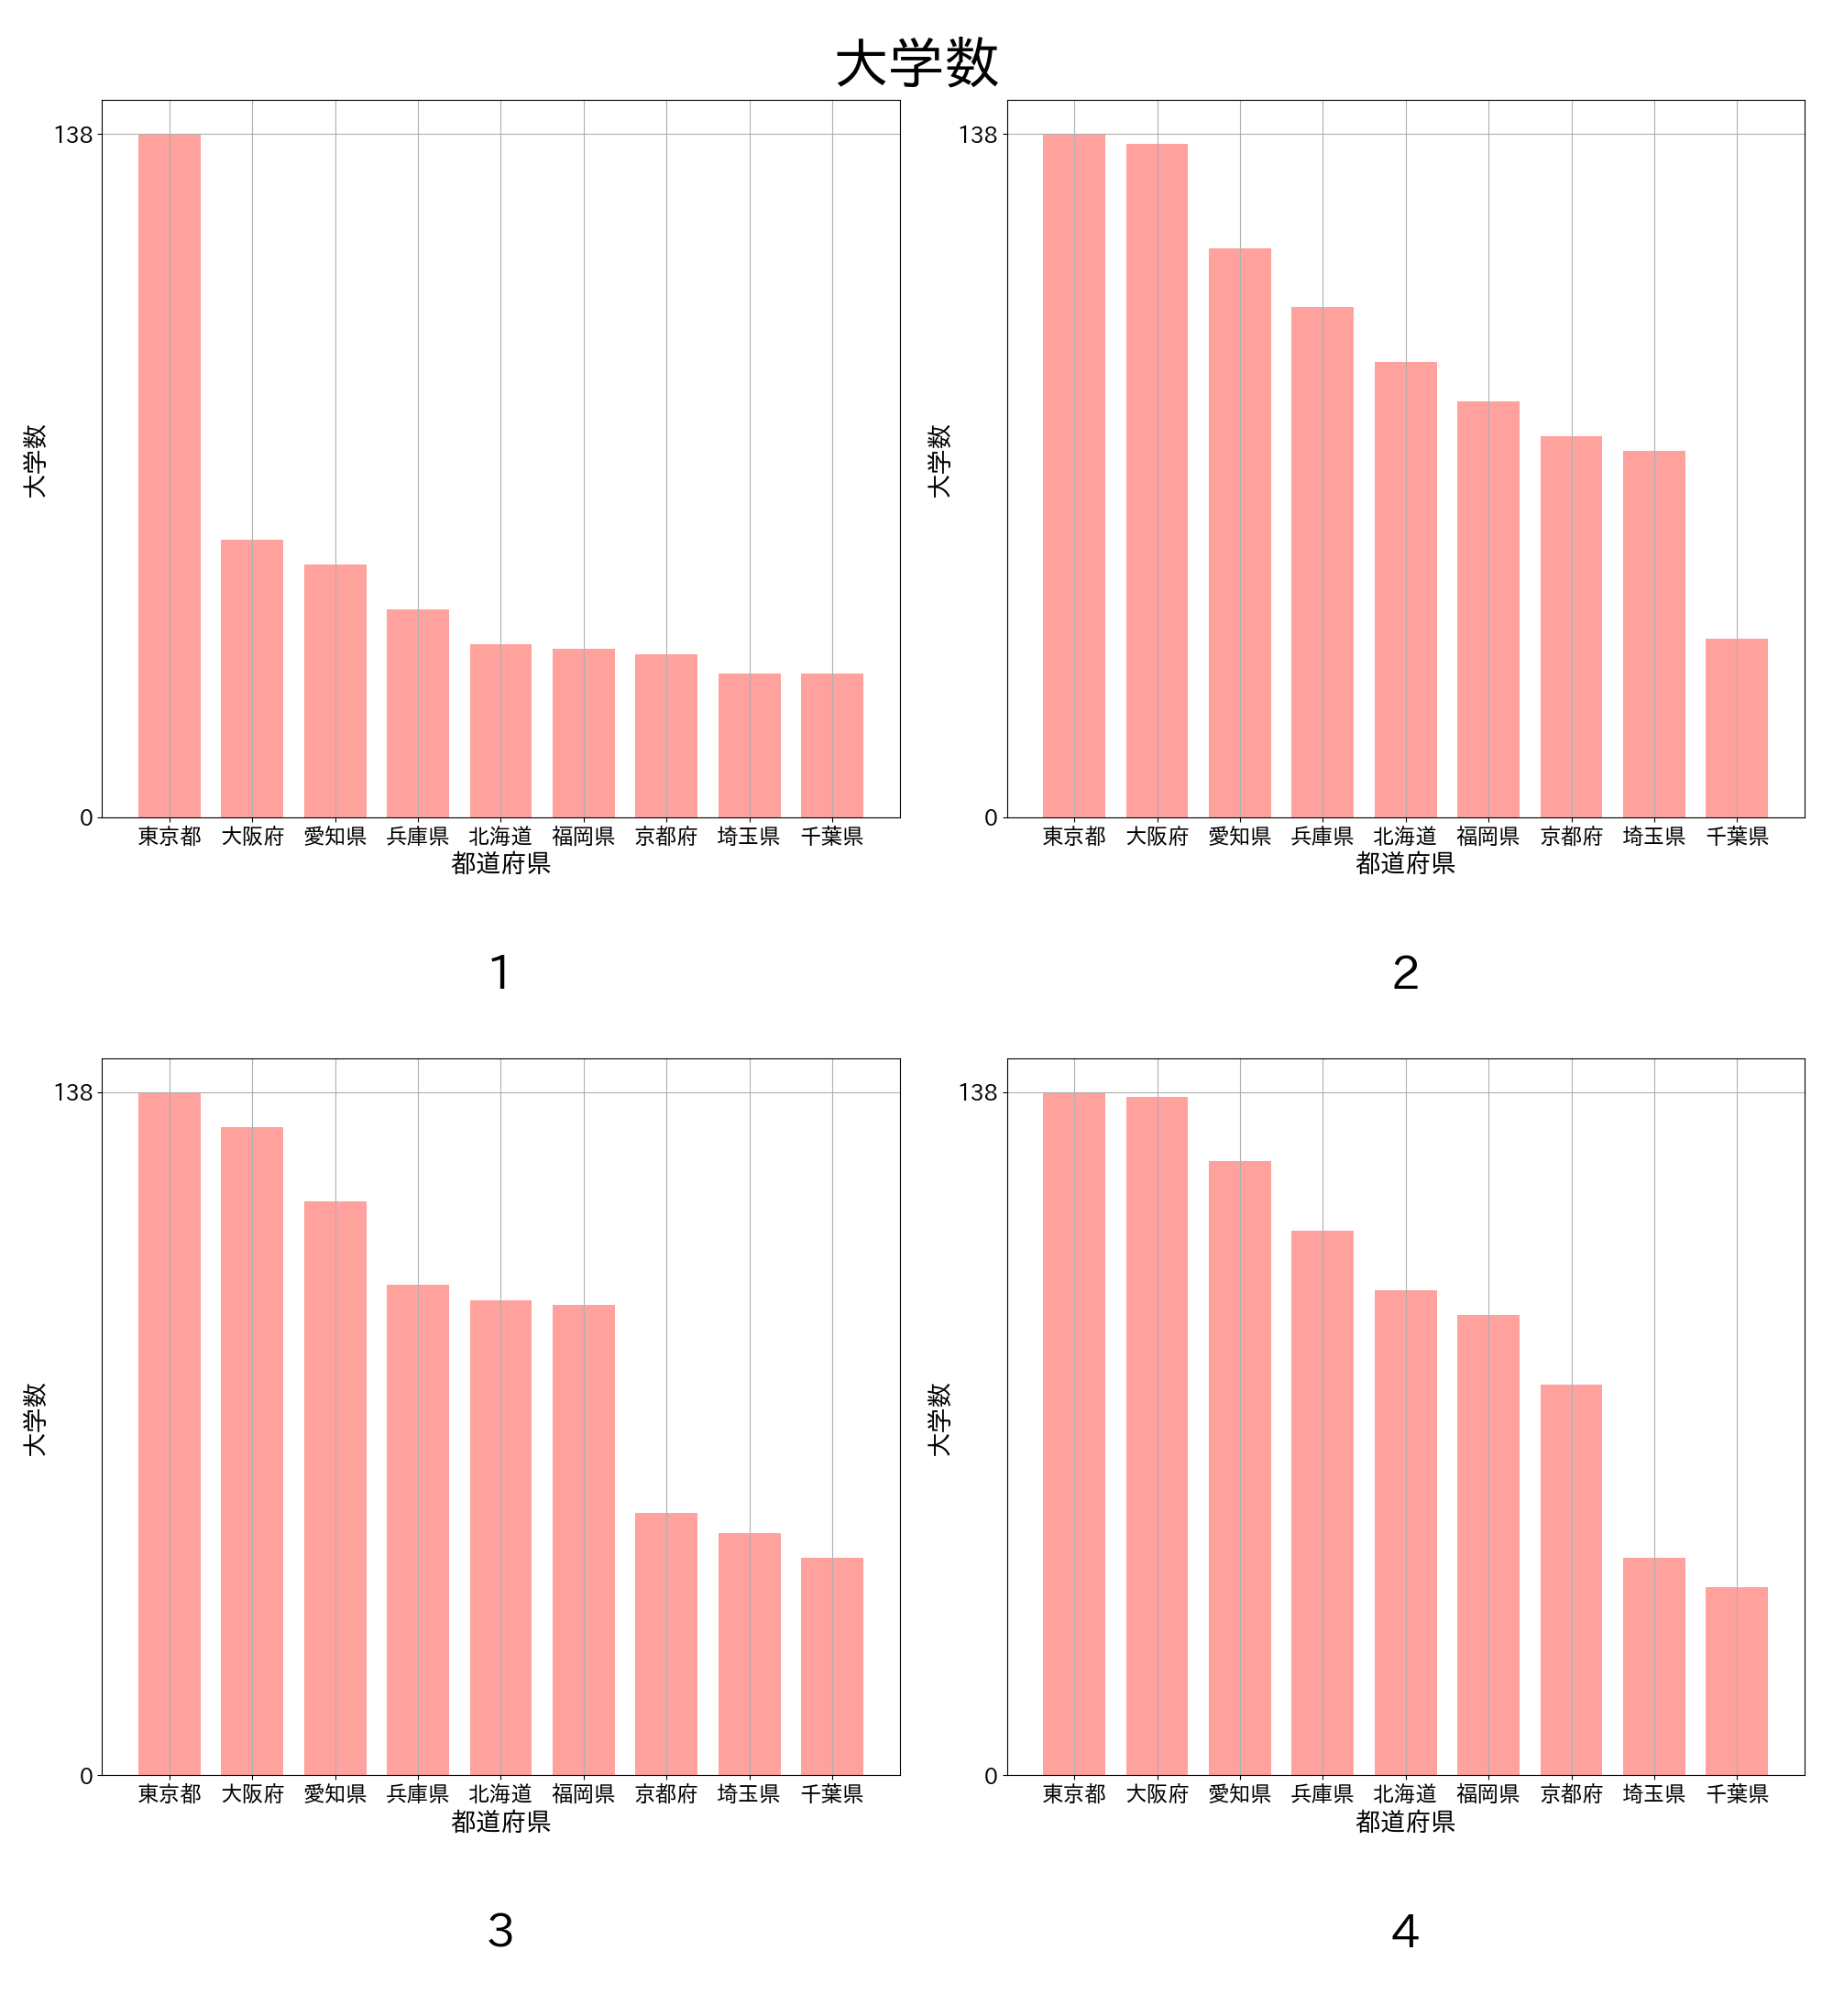 大学数
138
0
大学数
東京都 大阪府 愛知県 兵庫県 北海道 福岡県 京都府 埼玉県 千葉県
都道府県
1
138
0
大学数
東京都 大阪府 愛知県 兵庫県 北海道 福岡県 京都府 埼玉県 千葉県
都道府県
2
138
0
大学数
東京都 大阪府 愛知県 兵庫県 北海道 福岡県 京都府 埼玉県 千葉県
都道府県
3
138
0
大学数
東京都 大阪府 愛知県 兵庫県 北海道 福岡県 京都府 埼玉県 千葉県
都道府県
4